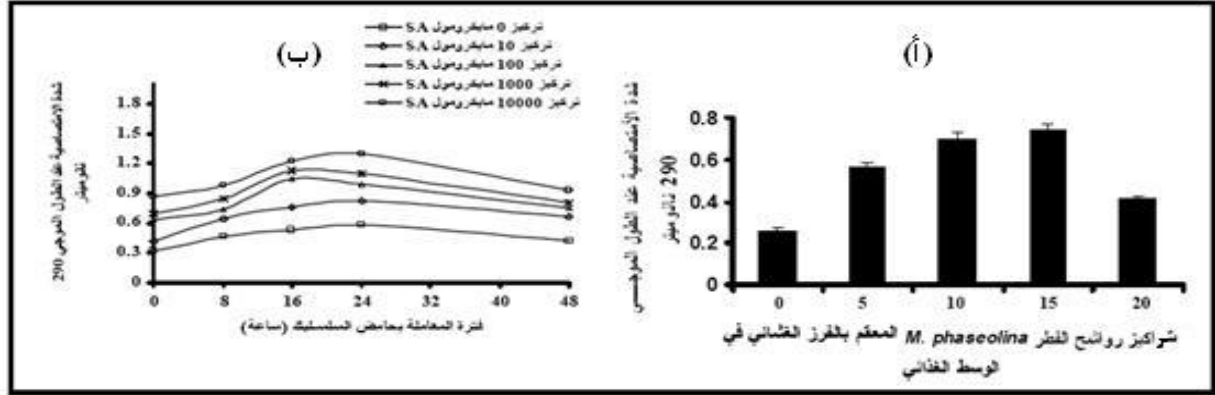 (أ)
شدة الامتصاصية عند الطول الموجي
290 نانوميتر
0.8
0.6
0.4
0.2
0
0 5 10 15 20
تراكيز رواشح الفطر M. phaseolina المعقم بالفرز الغشائي في
الوسط الغذائي
(ب)
تركيز 0 مايكرومول SA
تركيز 10 مايكرومول SA
تركيز 100 مايكرومول SA
تركيز 1000 مايكرومول SA
تركيز 10000 مايكرومول SA
شدة الامتصاصية عند الطول الموجي 290
نانوميتر
1.8
1.5
1.2
0.9
0.6
0.3
0
0 8 16 24 32 40 48
فترة المعاملة بحامض السلسليك (ساعة)